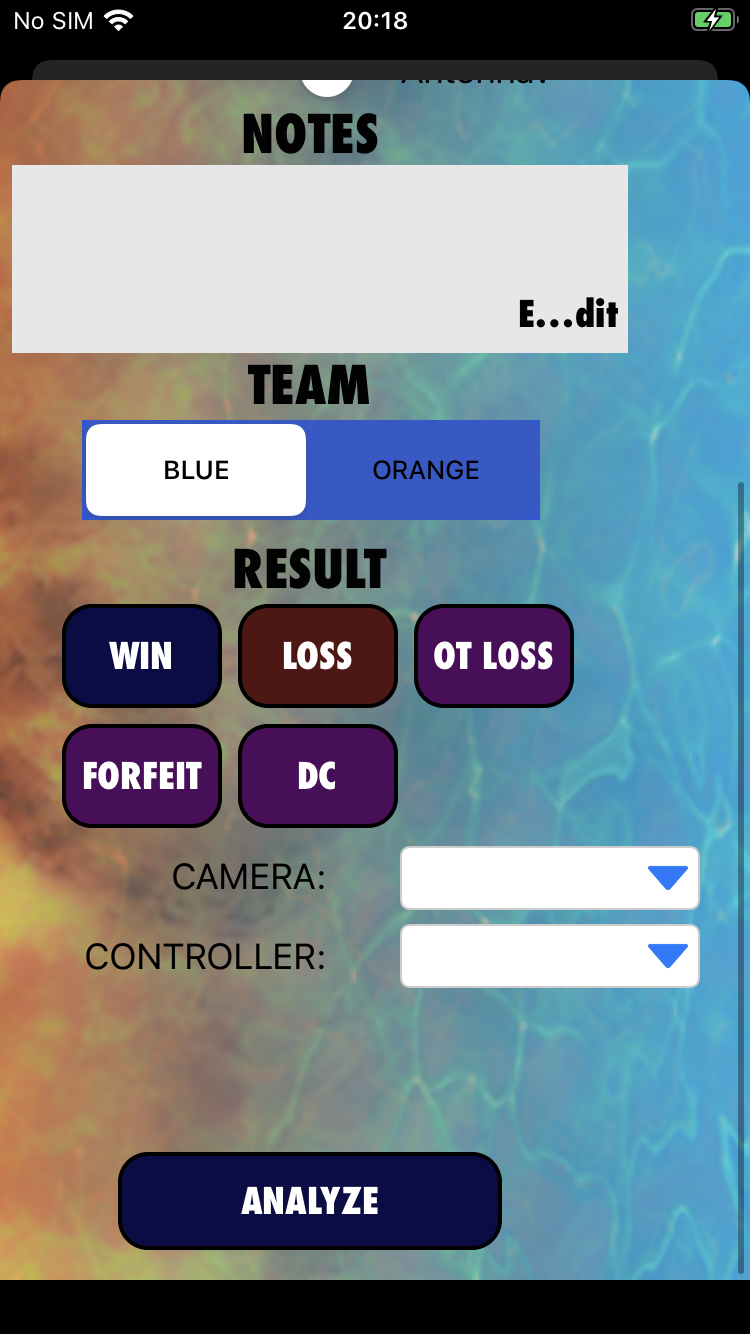 No SIM 20:18
Antenna:
NOTES
E...dit
TEAM
BLUE ORANGE
RESULT
WIN LOSS OT LOSS
FORFEIT DC
CAMERA:
CONTROLLER:
ANALYZE